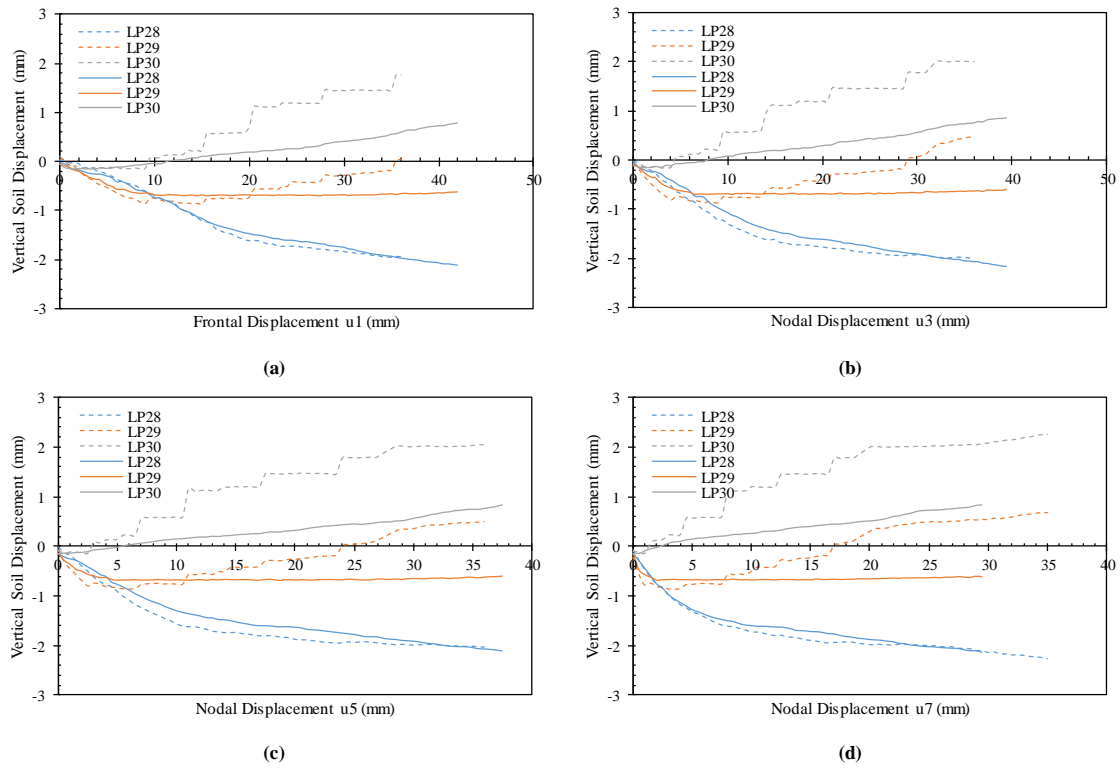 3
2
1
0
-1
-2
-3
0
10
20
30
40
50
Vertical Soil Displacement (mm)
Frontal Displacement u1 (mm)
LP28
LP29
LP30
LP28
LP29
LP30
(a)
3
2
1
0
-1
-2
-3
0
10
20
30
40
50
Vertical Soil Displacement (mm)
Nodal Displacement u3 (mm)
LP28
LP29
LP30
LP28
LP29
LP30
(b)
3
2
1
0
-1
-2
-3
0
5
10
15
20
25
30
35
40
Vertical Soil Displacement (mm)
Nodal Displacement u5 (mm)
LP28
LP29
LP30
LP28
LP29
LP30
(c)
3
2
1
0
-1
-2
-3
0
5
10
15
20
25
30
35
40
Vertical Soil Displacement (mm)
Nodal Displacement u7 (mm)
LP28
LP29
LP30
LP28
LP29
LP30
(d)